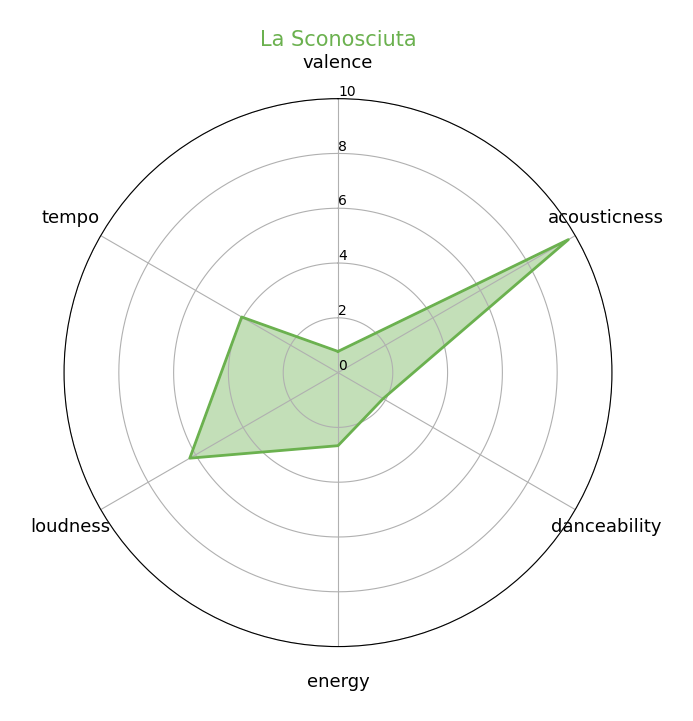 La Sconosciuta
valence
10
8
6
4
2
0
tempo
acousticness
loudness
danceability
energy